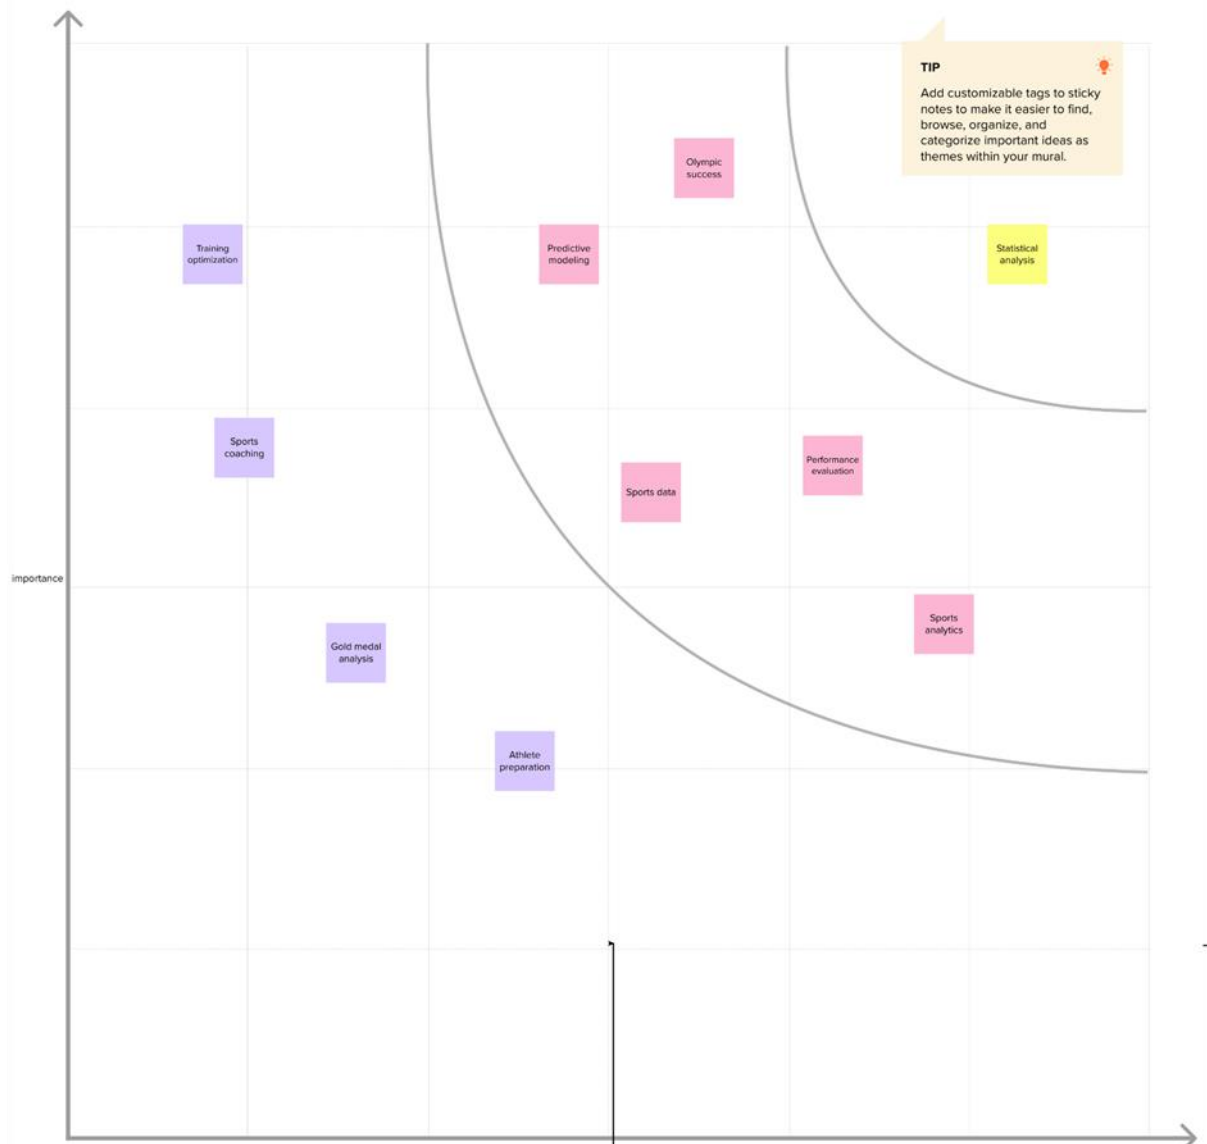 TIP
Add customizable tags to sticky
notes to make it easier to find,
browse, organize, and
categorize important ideas as
themes within your mural.
Olympic
success
Training
optimization
Predictive
modeling
Statistical
analysis
Sports
coaching
Performance
evaluation
Sports data
importance
Sports
analytics
Gold medal
analysis
Athlete
preparation